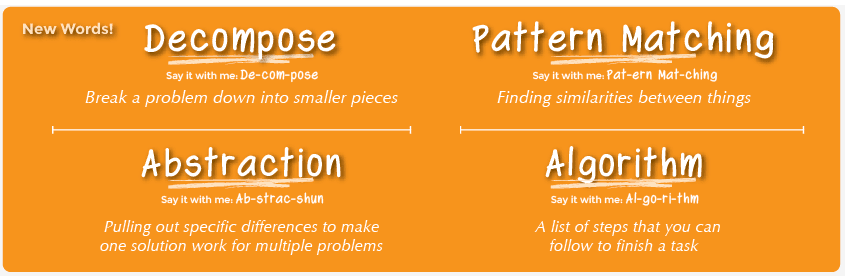 New Words!
Decompose
Say it with me: De-com-pose
Break a problem down into smaller pieces
Pattern Matching
Say it with me: Pat-ern Mat-ching
Finding similarities between things
Abstraction
Say it with me: Ab-strac-shun
Pulling out specific differences to make
one solution work for multiple problems
Algorithm
Say it with me: Al-go-ri-thm
A list of steps that you can
follow to finish a task